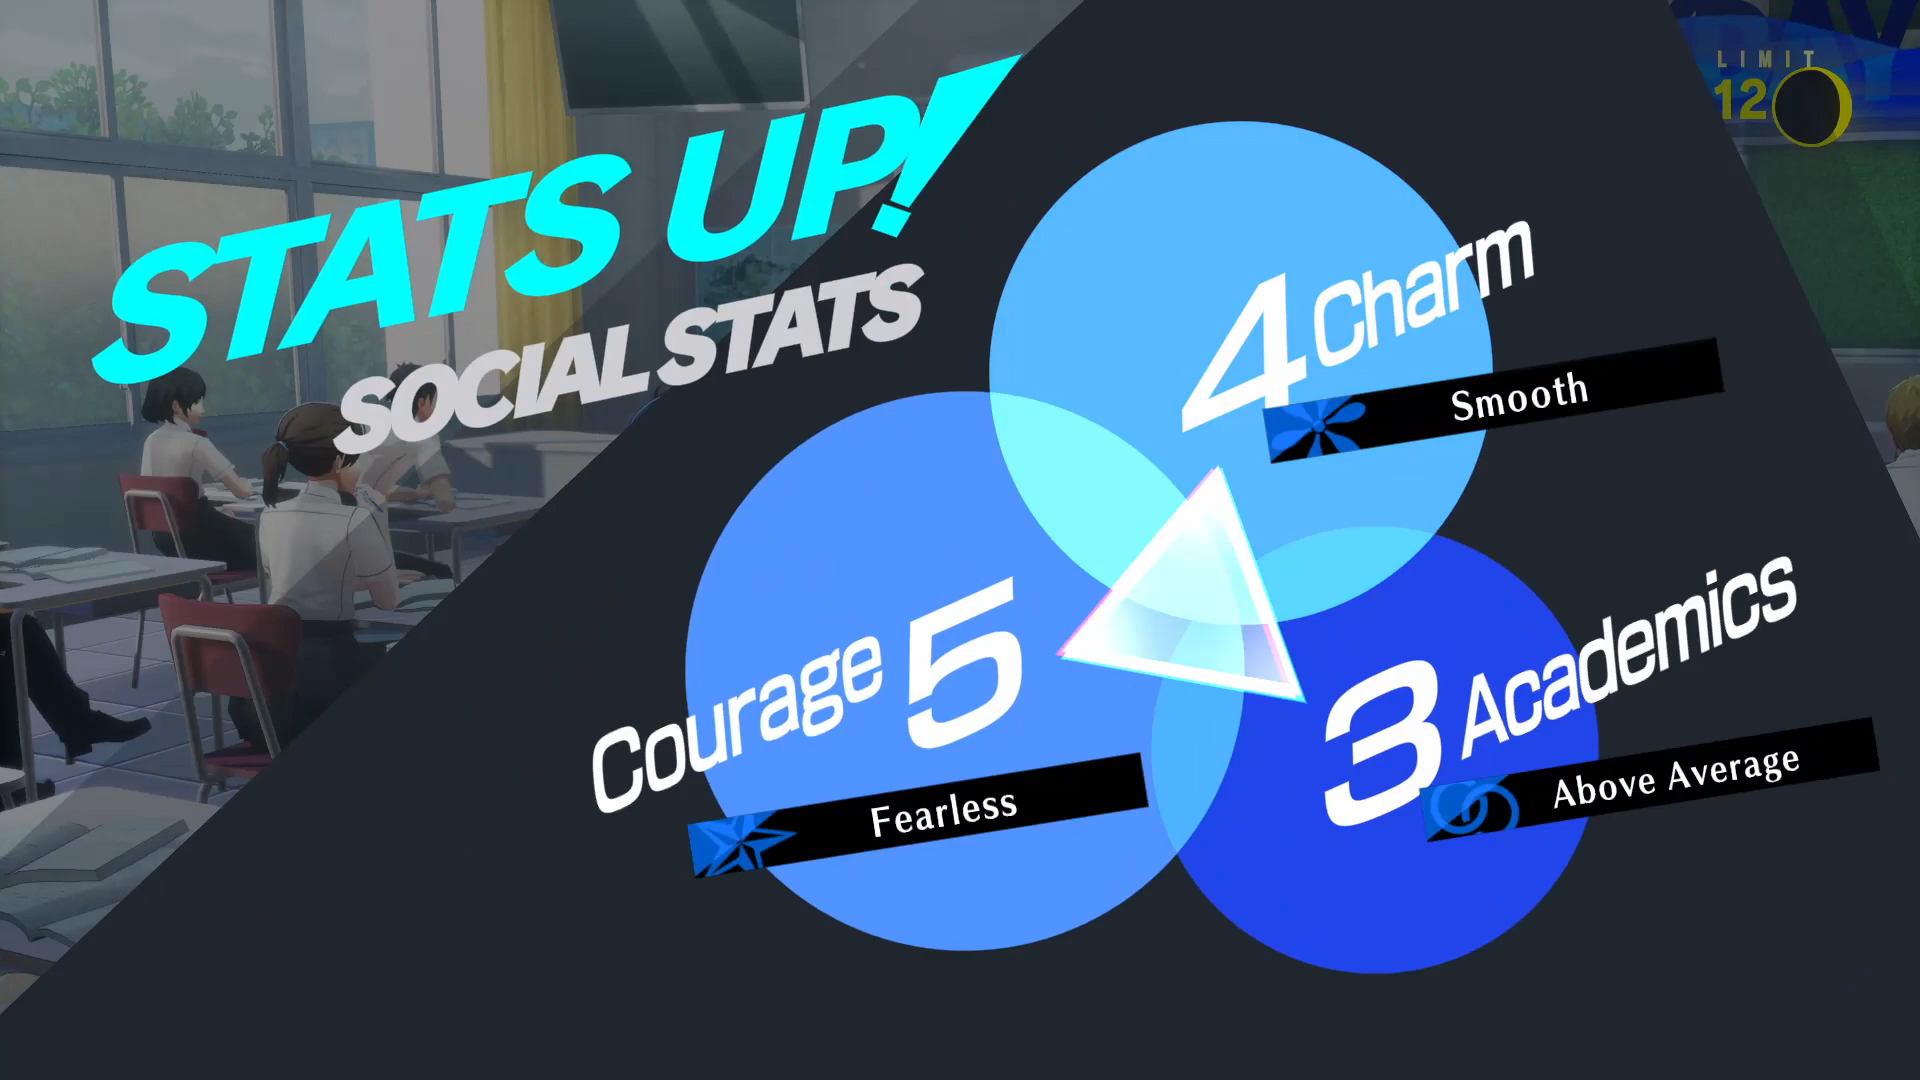 STATS UP!
SOCIAL STATS
LIMIT
12
4 Charm
Smooth
Courage 5
Fearless
3 Academics
Above Average